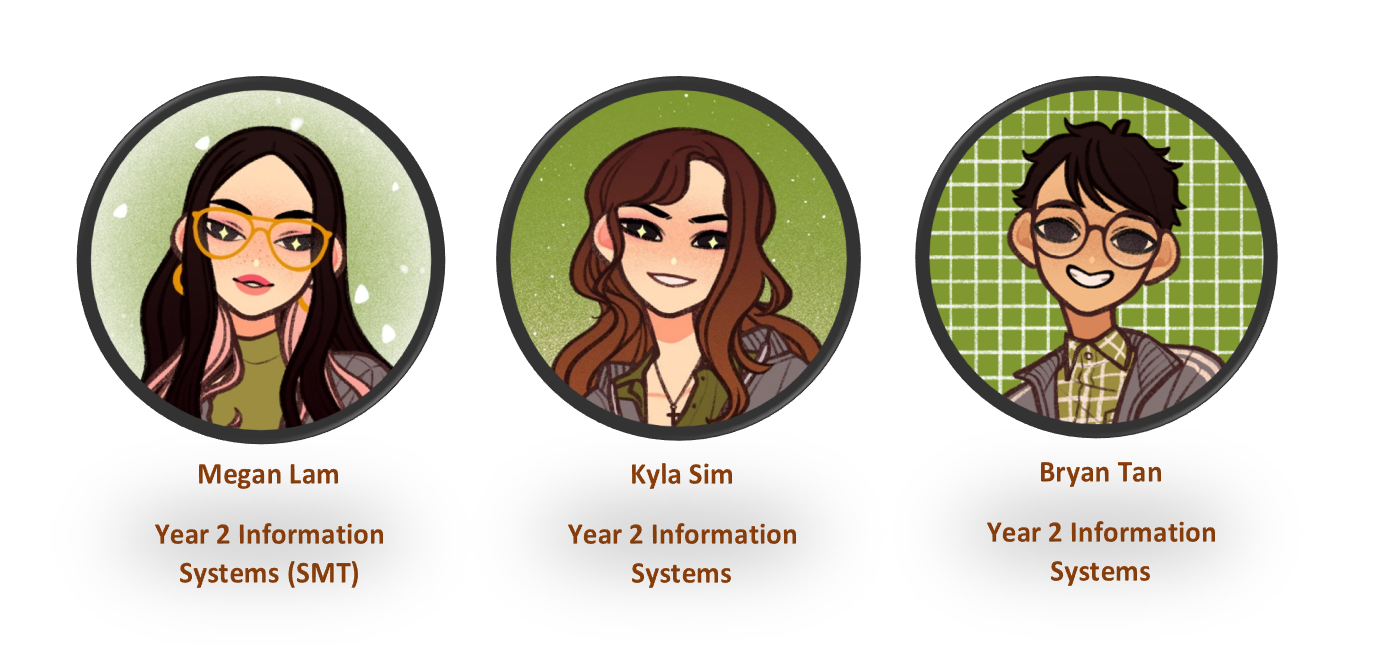 Megan Lam
Year 2 Information
Systems (SMT)
Kyla Sim
Year 2 Information
Systems
Bryan Tan
Year 2 Information
Systems